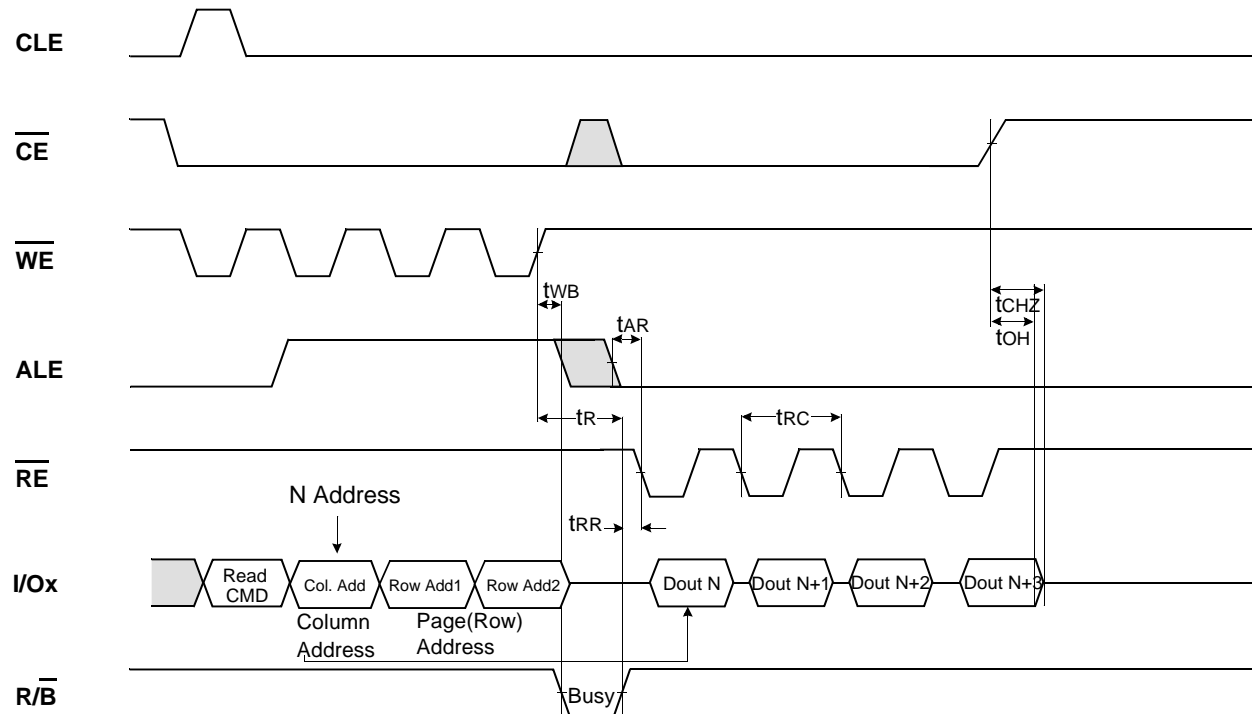 CLE
CE
WE
tWB
tCHZ
tAR
tOH
ALE
tR
tRC
RE
N Address
tRR
I/Ox
Read CMD
Col. Add
Row Add1
Row Add2
Dout N
Dout N+1
Dout N+2
Dout N+3
Column
Address
Page(Row)
Address
R/B
Busy